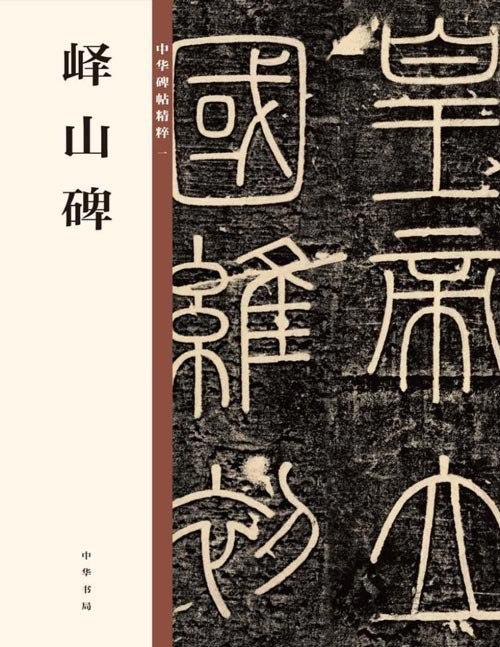 峄山碑
中华碑帖精粹 一
皇帝立
國維初
中华书局